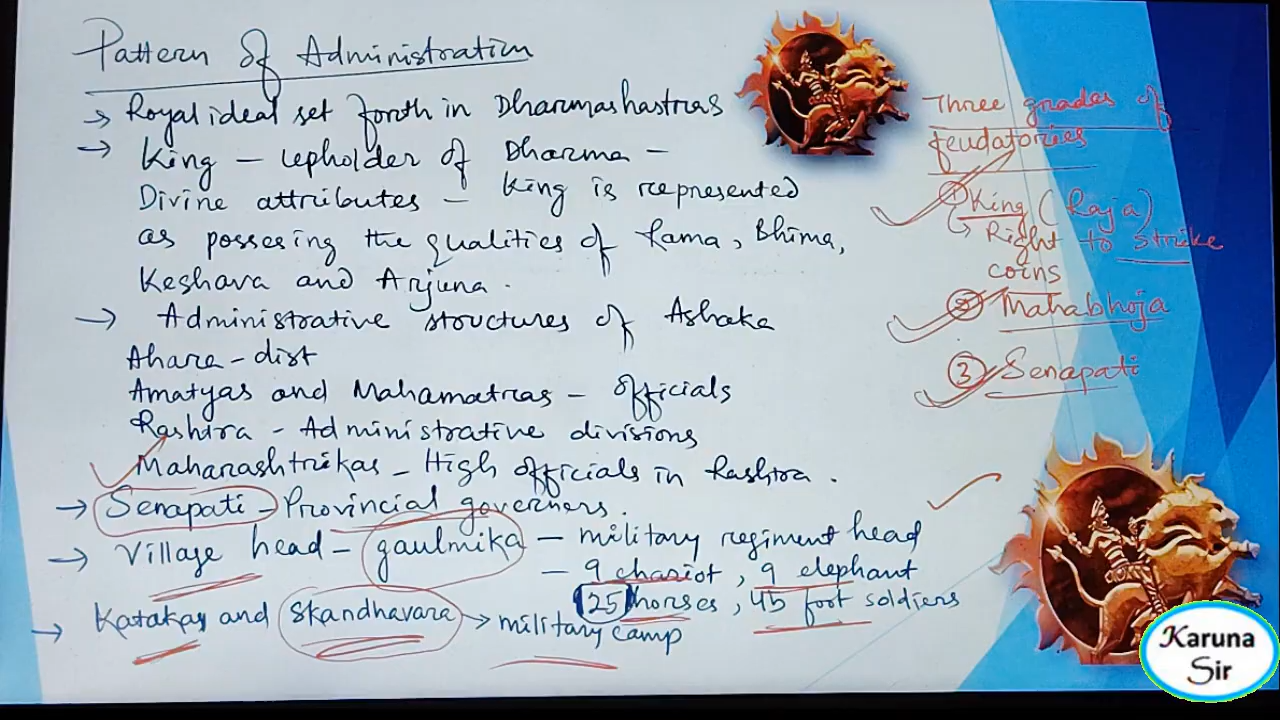 Pattern of Administration
→ Royal ideal set forth in Dharmashastras
→ King – upholder of Dharma –
Divine attributes – King is represented
as possesing the qualities of Rama, Bhima,
Keshava and Arjuna.
→ Administrative structures of Ashoka
Ahara – dist
Amatyas and Mahamatras – officials
Rashtra – Administrative divisions
Maharashtrikas – High officials in Rashtra.
→ Senapati – Provincial governers.
→ Village head – gaulmika – military regiment head
– 9 chariot, 9 elephant
25 horses, 45 foot soldiers
→ Katakas and Skandhavara → military camp
Three grades of
feudatories
① King (Raja)
↳ Right to strike
coins
② Mahabhoja
③ Senapati
Karuna
Sir